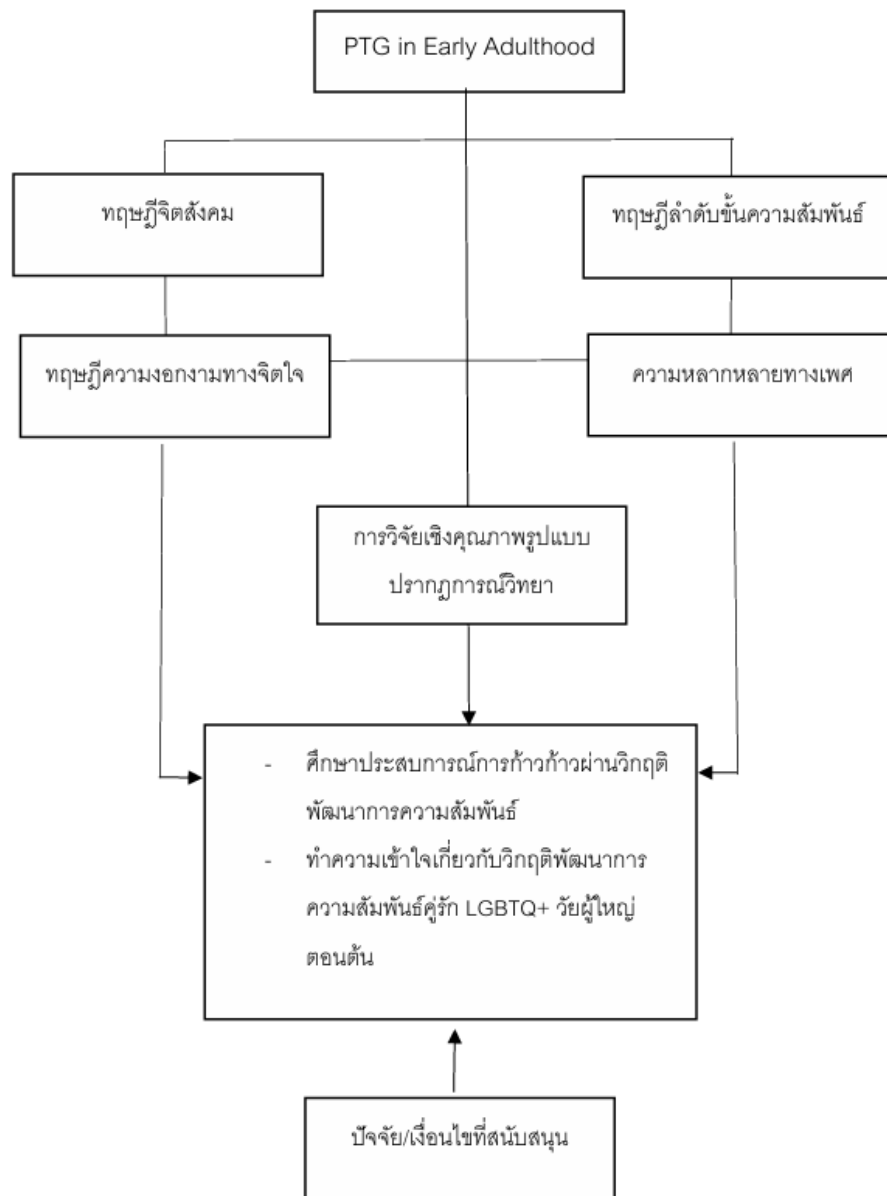 PTG in Early Adulthood
ทฤษฎีจิตสังคม
ทฤษฎีลำดับขั้นความสัมพันธ์
ทฤษฎีความงอกงามทางจิตใจ
ความหลากหลายทางเพศ
การวิจัยเชิงคุณภาพรูปแบบ
ปรากฏการณ์วิทยา
- ศึกษาประสบการณ์การก้าวก้าวผ่านวิกฤติ
พัฒนาการความสัมพันธ์
- ทำความเข้าใจเกี่ยวกับวิกฤติพัฒนาการ
ความสัมพันธ์คู่รัก LGBTQ+ วัยผู้ใหญ่
ตอนต้น
ปัจจัย/เงื่อนไขที่สนับสนุน